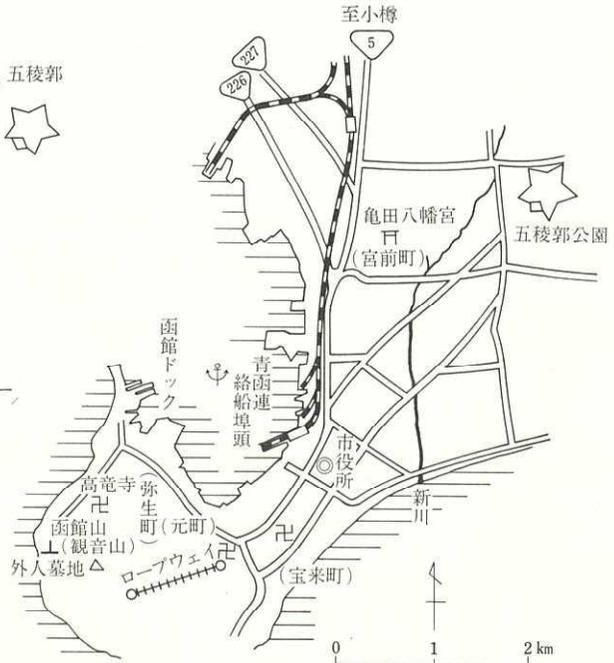 至小樽
5
227
226
五稜郭
亀田八幡宮
(宮前町)
五稜郭公園
函館ドック
青函連
絡船埠頭
市役所
新川
高竜寺
(弥生町)
(元町)
函館山
(観音山)
外人墓地
ロープウェイ
(宝来町)
0 1 2km